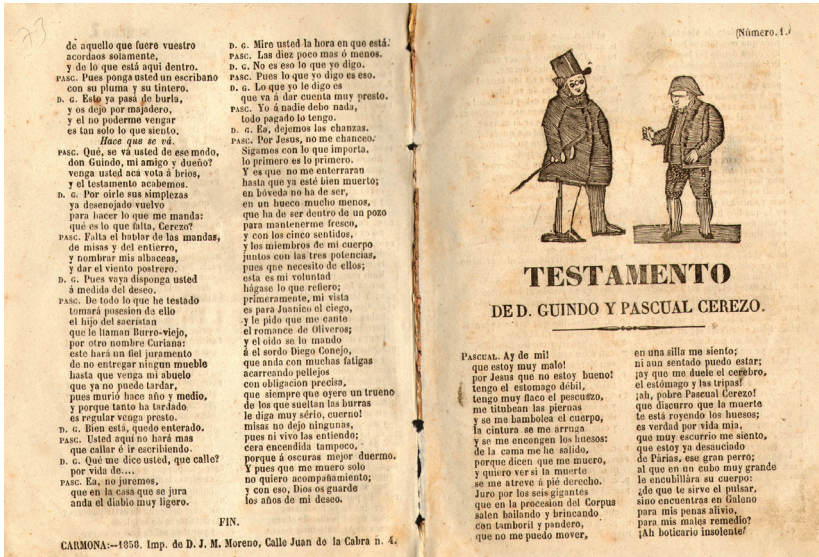 73
de aquello que fuere vuestro
acordaos solamente,
y de lo que está aquí dentro.
PASC. Pues ponga usted un escribano
con su pluma y su tintero.
D. G. Esto ya pasa de burla,
y os dejo por majadero,
y el no poderme vengar
es tan solo lo que siento.
Hace que se vá.
PASC. Qué, se vá usted de ese modo,
don Guindo, mi amigo y dueño?
venga usted acá votá á brios,
y el testamento acabemos.
D. G. Por oirle sus simplezas
ya desenojado vuelvo
para hacer lo que me manda:
qué es lo que falta, Cerezo?
PASC. Falta el hablar de las mandas,
de misas y del entierro,
y nombrar mis albaceas,
y dar el viento postrero.
D. G. Pues vaya disponga usted
á medida del deseo.
PASC. De todo lo que he testado
tomará posesion de ello
el hijo del sacristan
que le llaman Burro-viejo,
por otro nombre Curiana:
este hará un fiel juramento
de no entregar ningun mueble
hasta que venga mi abuelo
que ya no puede tardar,
pues murió hace año y medio,
y porque tanto ha tardado
es regular venga presto.
D. G. Bien está, quedo enterado.
PASC. Usted aquí no hará mas
que callar é ir escribiendo.
D. G. Qué me dice usted, que calle?
por vida de....
PASC. Ea, no juremos,
que en la casa que se jura
anda el diablo muy ligero.
D. G. Mire usted la hora en que está.
PASC. Las diez poco mas ó menos.
D. G. No es eso lo que yo digo.
PASC. Pues lo que yo digo es eso.
D. G. Lo que yo le digo es
que va á dar cuenta muy presto.
PASC. Yo á nadie debo nada,
todo pagado lo tengo.
D. G. Ea, dejemos las chanzas.
PASC. Por Jesus, no me chanceo.
Sigamos con lo que importa,
lo primero es lo primero.
Y es que no me enterraran
hasta que ya esté bien muerto;
en bóveda no ha de ser,
en un hueco mucho menos,
que ha de ser dentro de un pozo
para mantenerme fresco,
y con los cinco sentidos,
y los miembros de mi cuerpo
juntos con las tres potencias,
pues que necesito de ellos;
esta es mi voluntad
hágase lo que refiero;
primeramente, mi vista
es para Juanico el ciego,
y le pido que me cante
el romance de Oliveros;
y el oido se lo mando
á el sordo Diego Conejo,
que anda con muchas fatigas
acarreando pellejos
con obligacion precisa,
que siempre que oyere un trueno
de los que sueltan las burras
le diga muy sério, cuerno!
misas no dejo ningunas,
pues ni vivo las entiendo;
cera encendida tampoco,
porque á oscuras mejor duermo.
Y pues que me muero solo
no quiero acompañamiento;
y con eso, Dios os guarde
los años de mi deseo.
FIN.
CARMONA:--1858. Imp. de D. J. M. Moreno, Calle Juan de la Cabra n. 4.
(Número. 1.)
TESTAMENTO
DE D. GUINDO Y PASCUAL CEREZO.
PASCUAL. Ay de mi!
que estoy muy malo!
por Jesus que no estoy bueno!
tengo el estomago débil,
tengo muy flaco el pescuezo,
me titubean las piernas
y se me bambolea el cuerpo,
la cintura se me arruga
y se me encongen los huesos:
de la cama me he salido,
porque dicen que me muero,
y quiero ver si la muerte
se me atreve á pié derecho.
Juro por los seis gigantes
que en la procesion del Corpus
salen bailando y brincando
con tamboril y pandero,
que no me puedo mover,
en una silla me siento;
ni aun sentado puedo estar;
¡ay que me duele el cerebro,
el estómago y las tripas!
¡ah, pobre Pascual Cerezo!
que discurro que la muerte
te está royendo los huesos;
es verdad por vida mia,
que muy escurrio me siento,
que estoy ya desauciado
de Párias, ese gran perro;
al que en un cubo muy grande
le encubillára su cuerpo:
¿de que te sirve el pulsar,
sino encuentras en Galeno
para mis penas alivio,
para mis males remedio?
¡Ah boticario insolente!